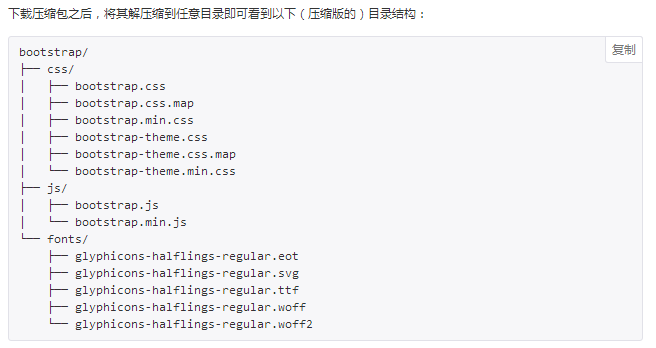 下载压缩包之后，将其解压缩到任意目录即可看到以下（压缩版的）目录结构：
复制
bootstrap/
├── css/
│   ├── bootstrap.css
│   ├── bootstrap.css.map
│   ├── bootstrap.min.css
│   ├── bootstrap-theme.css
│   ├── bootstrap-theme.css.map
│   └── bootstrap-theme.min.css
├── js/
│   ├── bootstrap.js
│   └── bootstrap.min.js
└── fonts/
    ├── glyphicons-halflings-regular.eot
    ├── glyphicons-halflings-regular.svg
    ├── glyphicons-halflings-regular.ttf
    ├── glyphicons-halflings-regular.woff
    └── glyphicons-halflings-regular.woff2